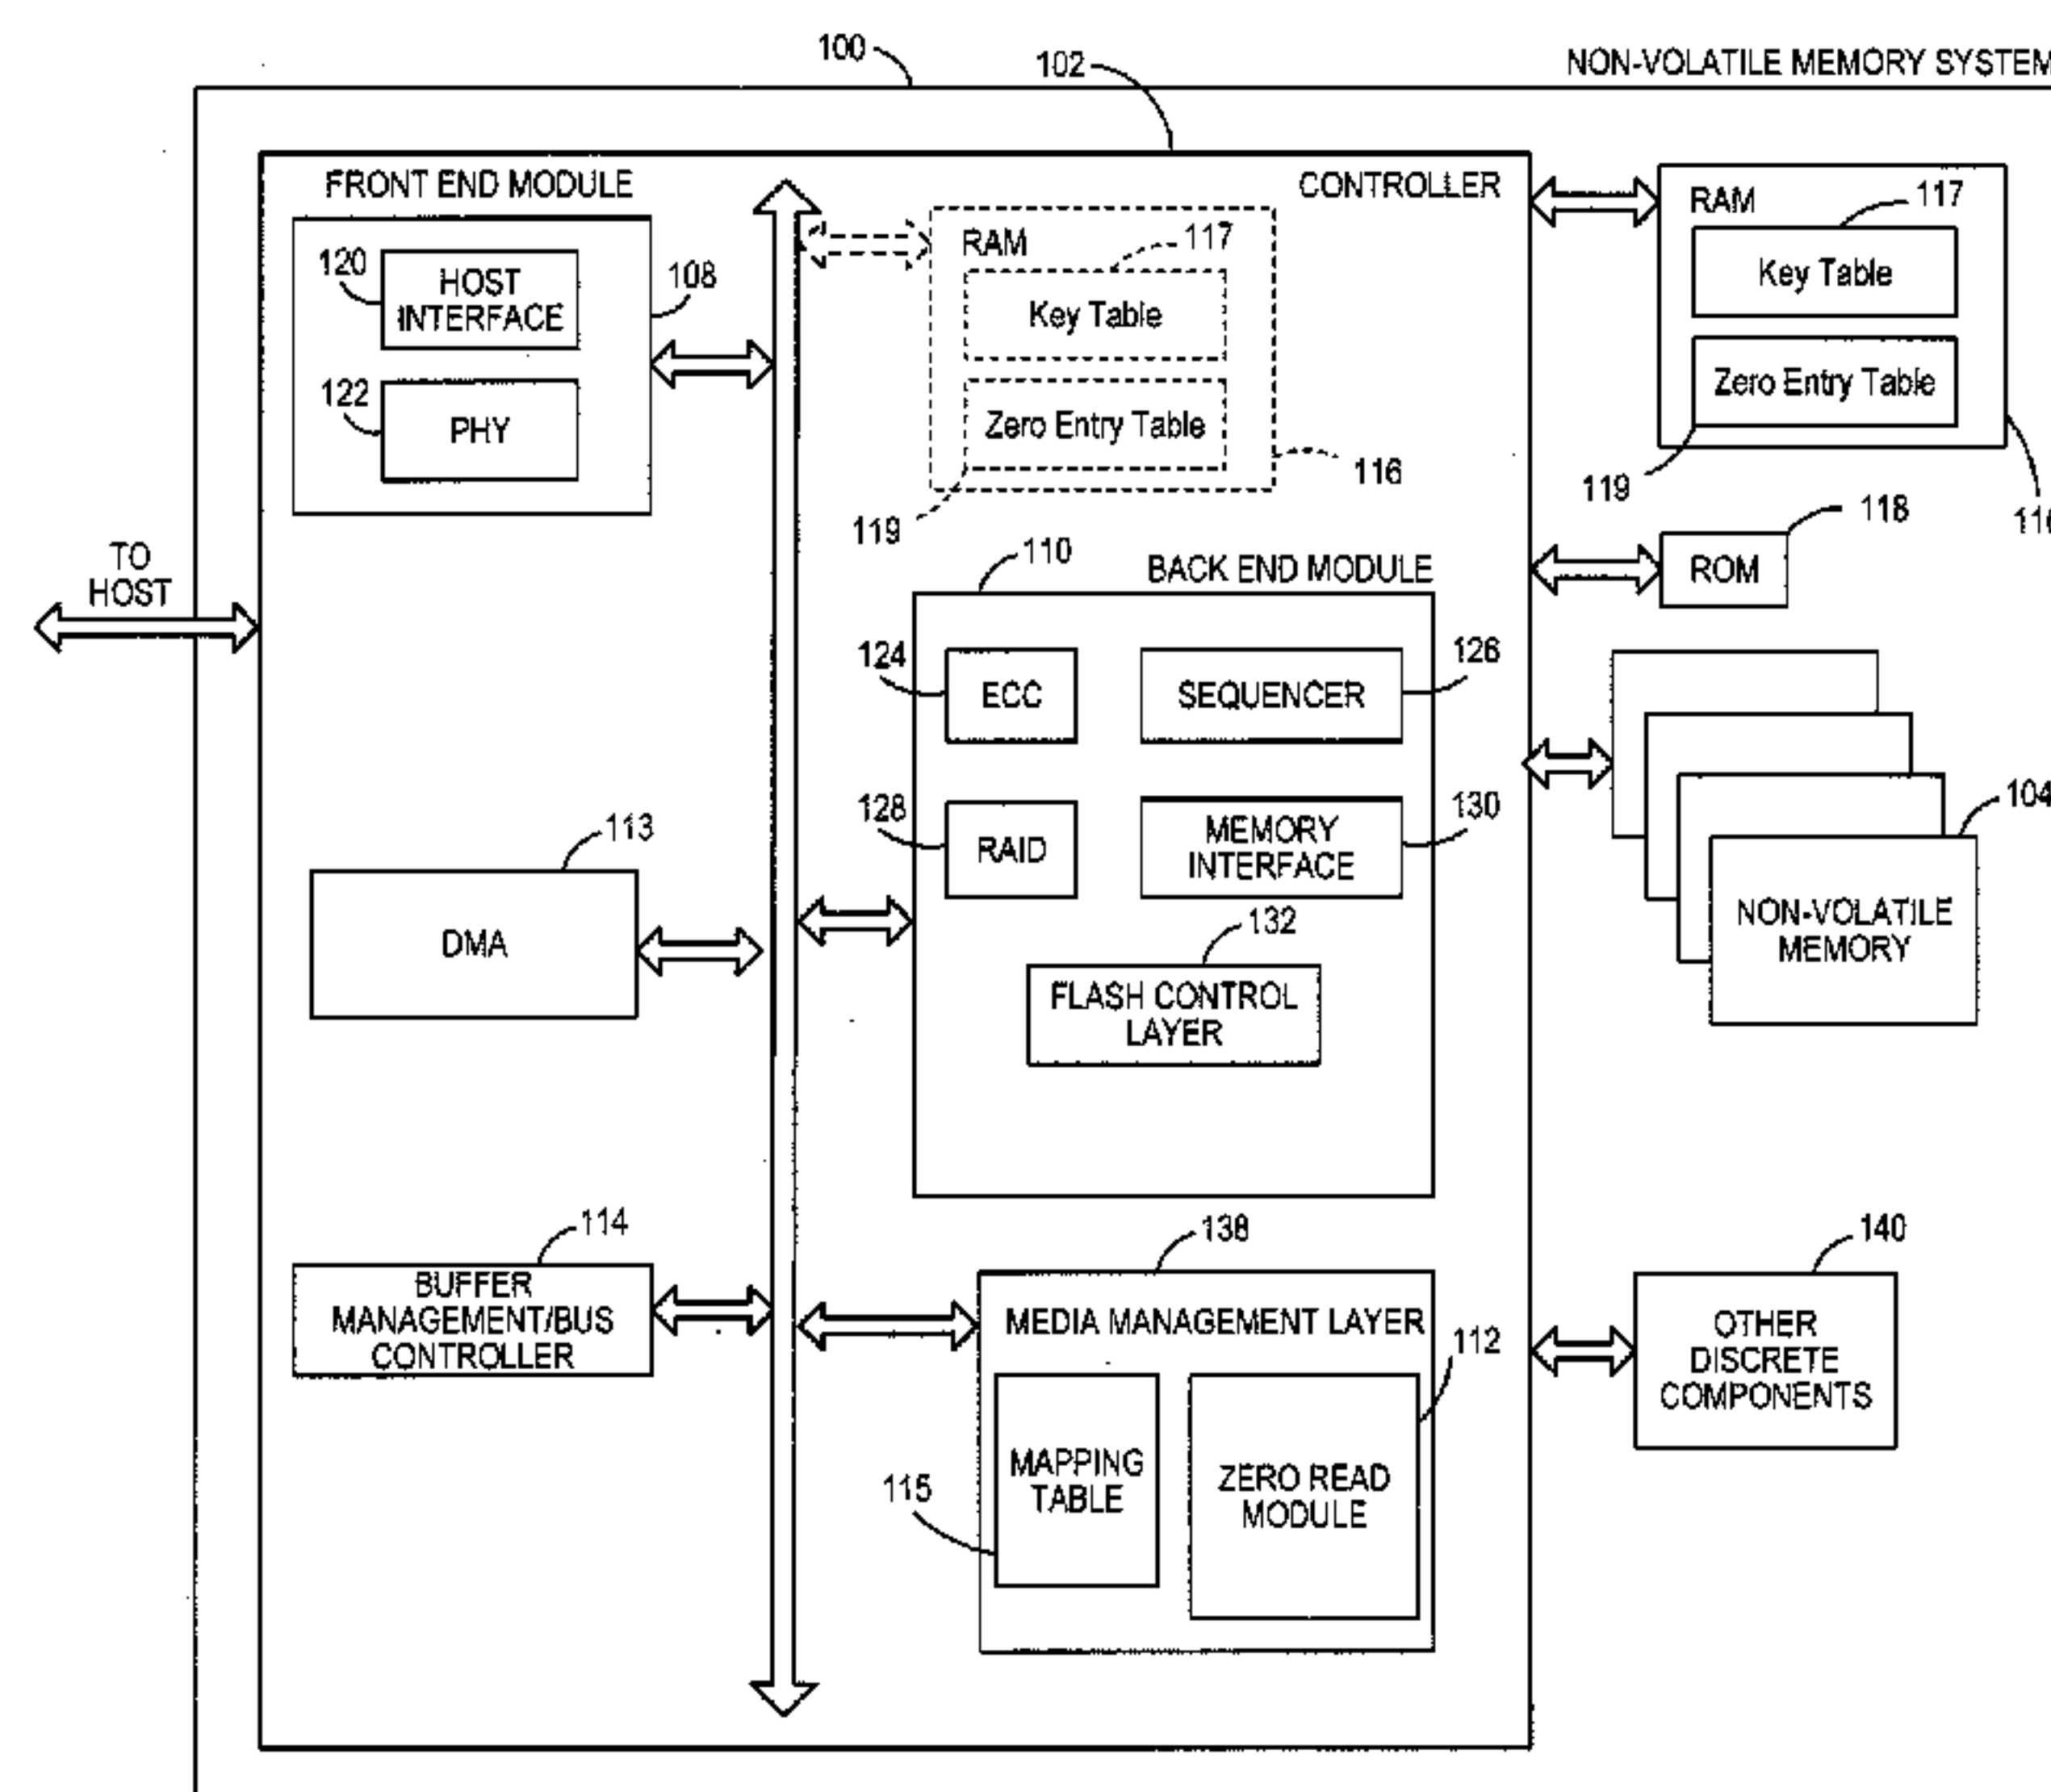 100
102
NON-VOLATILE MEMORY SYSTEM
FRONT END MODULE
CONTROLLER
120
HOST
INTERFACE
108
122
PHY
RAM
117
Key Table
Zero Entry Table
116
119
RAM
117
Key Table
Zero Entry Table
119
116
118
ROM
TO
HOST
110
BACK END MODULE
124
ECC
126
SEQUENCER
128
RAID
130
MEMORY
INTERFACE
132
FLASH CONTROL
LAYER
104
NON-VOLATILE
MEMORY
113
DMA
114
BUFFER
MANAGEMENT/BUS
CONTROLLER
138
MEDIA MANAGEMENT LAYER
112
115
MAPPING
TABLE
ZERO READ
MODULE
140
OTHER
DISCRETE
COMPONENTS